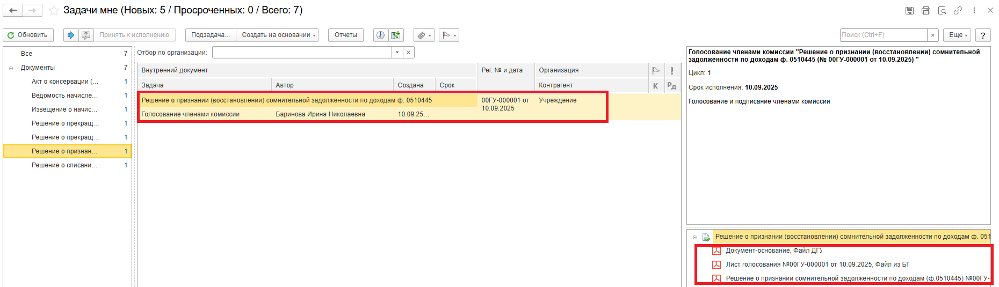 Задачи мне (Новых: 5 / Просроченных: 0 / Всего: 7)
Обновить
Принять к исполнению
Подзадача...
Создать на основании
Отчеты
Поиск (Ctrl+F)
×
Еще
?
Все 7
Документы 7
Акт о консервации (... 1
Ведомость начисле... 1
Извещение о начис... 1
Решение о прекращ... 1
Решение о прекращ... 1
Решение о признан... 1
Решение о списани... 1
Отбор по организации:
Внутренний документ Рег. № и дата Организация
Задача Автор Создана Срок Контрагент К Рд
Решение о признании (восстановлении) сомнительной задолженности по доходам ф. 0510445 00ГУ-000001 от Учреждение
10.09.2025
Голосование членами комиссии Баринова Ирина Николаевна 10.09.25...
Голосование членами комиссии "Решение о признании (восстановлении) сомнительной
задолженности по доходам ф. 0510445 (№ 00ГУ-000001 от 10.09.2025) "
Цикл: 1
Срок исполнения: 10.09.2025
Голосование и подписание членами комиссии
Решение о признании (восстановлении) сомнительной задолженности по доходам ф. 051
Документ-основание, Файл ДГУ
Лист голосования №00ГУ-000001 от 10.09.2025, Файл из БГ
Решение о признании сомнительной задолженности по доходам (ф.0510445) №00ГУ-